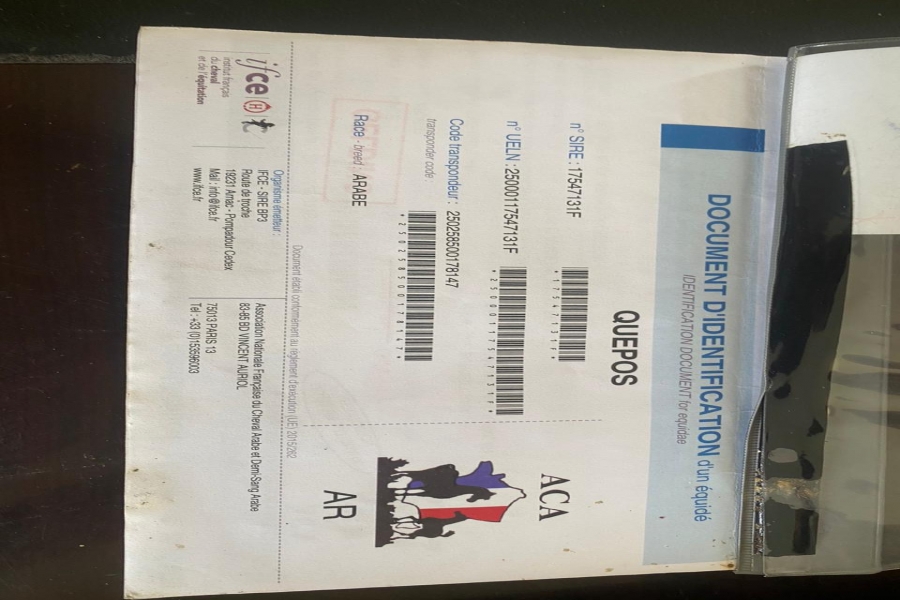 DOCUMENT D'IDENTIFICATION d'un équidé
IDENTIFICATION DOCUMENT for equidae
QUEPOS
n° SIRE : 17547131F
*17547131F*
n° UELN : 25000117547131F
*25000117547131F*
Code transpondeur : 250258500178147
transponder code :
*250258500178147*
Race - breed : ARABE
ACA
AR
Document établi conformément au règlement d'exécution (UE) 2015/262
ifce
institut français
du cheval
et de l'équitation
Organisme émetteur :
IFCE - SIRE BP3
Route de troche
19231 Arnac - Pompadour Cedex
Mail : info@ifce.fr
www.ifce.fr
Association Nationale Française du Cheval Arabe et Demi-Sang Arabe
83-85 BD VINCENT AURIOL
75013 PARIS 13
Tel : +33 (0)153596003